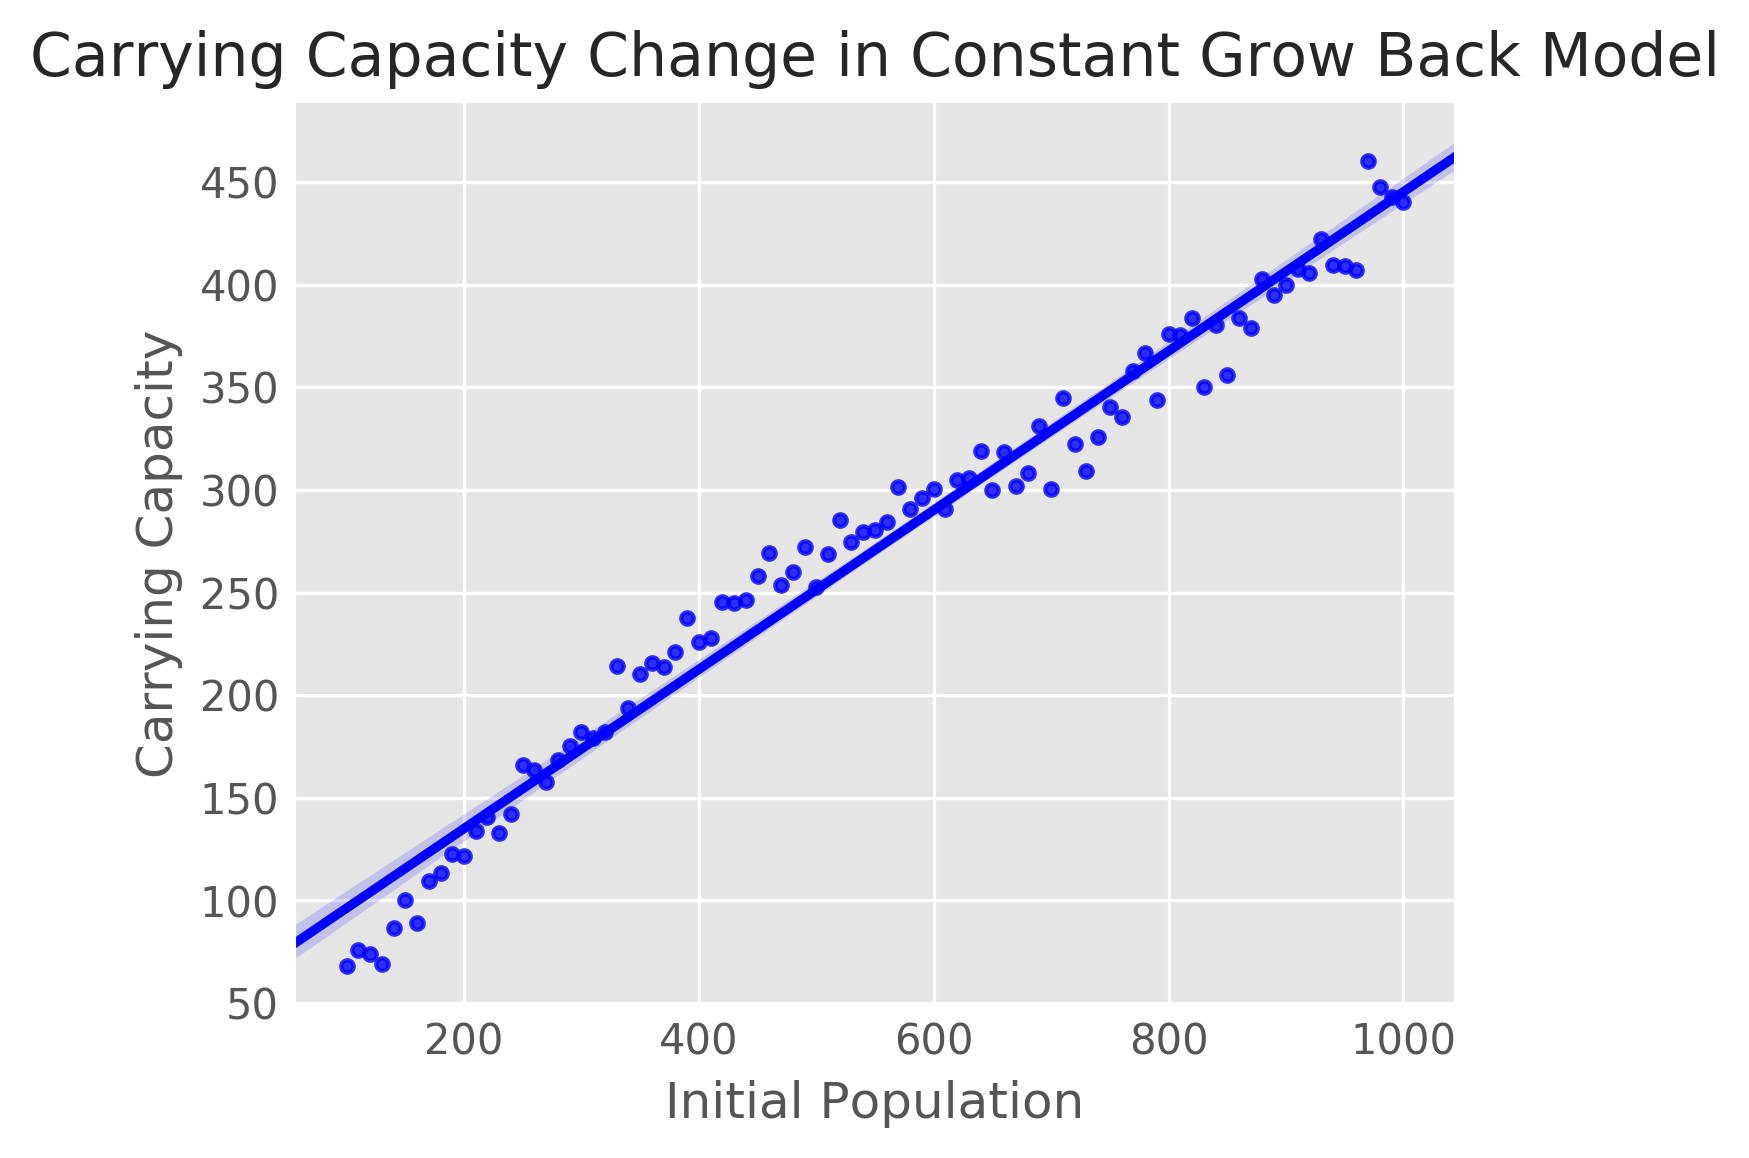 Carrying Capacity Change in Constant Grow Back Model
Carrying Capacity
450
400
350
300
250
200
150
100
50
200 400 600 800 1000
Initial Population